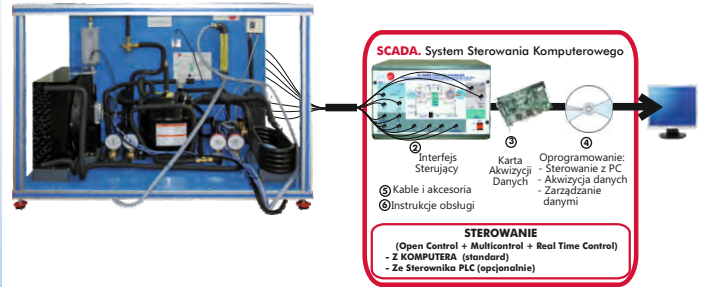 SCADA. System Sterowania Komputerowego
②
Interfejs
Sterujący
③
Karta
Akwizycji
Danych
④
Oprogramowanie:
- Sterowanie z PC
- Akwizycja danych
- Zarządzanie
danymi
⑤ Kable i akcesoria
⑥ Instrukcje obsługi
STEROWANIE
(Open Control + Multicontrol + Real Time Control)
- Z KOMPUTERA (standard)
- Ze Sterownika PLC (opcjonalnie)